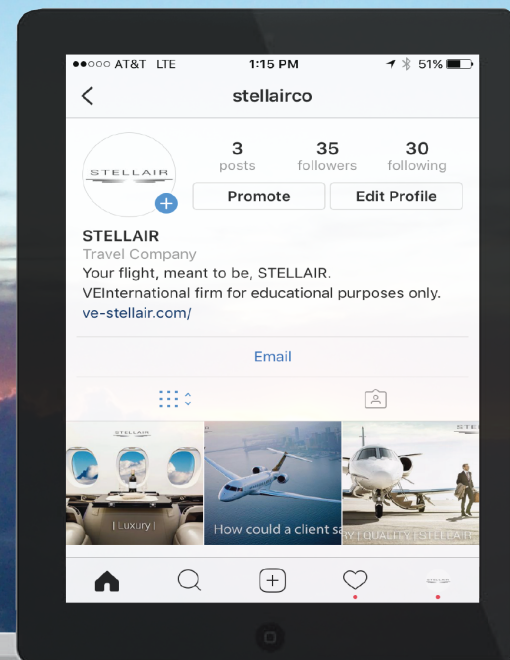 ●●○○○ AT&T LTE 1:15 PM 51%
stellairco
3 35 30
posts followers following
STELLAIR
Promote Edit Profile
STELLAIR
Travel Company
Your flight, meant to be, STELLAIR.
VEInternational firm for educational purposes only.
ve-stellair.com/
Email
STELLAIR STE
| Luxury |
How could a client sa
RY | QUALITY | STELLAIR